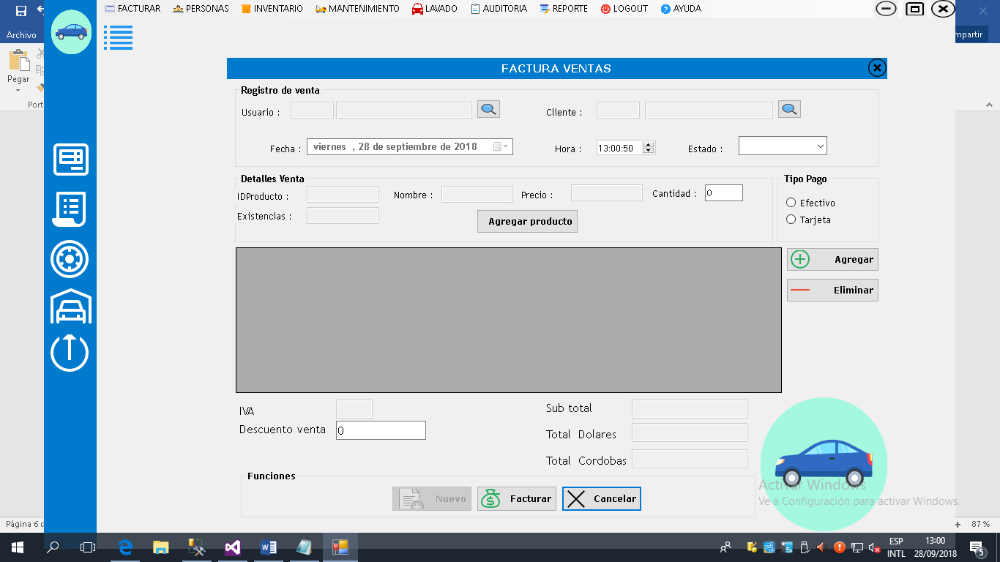 FACTURAR PERSONAS INVENTARIO MANTENIMIENTO LAVADO AUDITORIA REPORTE LOGOUT AYUDA
Archivo
mpartir
Pegar
Port
FACTURA VENTAS
Registro de venta
Usuario :
Cliente :
Fecha : viernes , 28 de septiembre de 2018
Hora : 13:00:50
Estado :
Detalles Venta
IDProducto :
Nombre :
Precio :
Cantidad : 0
Existencias :
Agregar producto
Tipo Pago
Efectivo
Tarjeta
Agregar
Eliminar
IVA
Descuento venta 0
Sub total
Total Dolares
Total Cordobas
Funciones
Nuevo
Facturar
Cancelar
Activar Windows
Ve a Configuración para activar Windows.
Página 6 d
87 %
ESP
INTL
13:00
28/09/2018
5